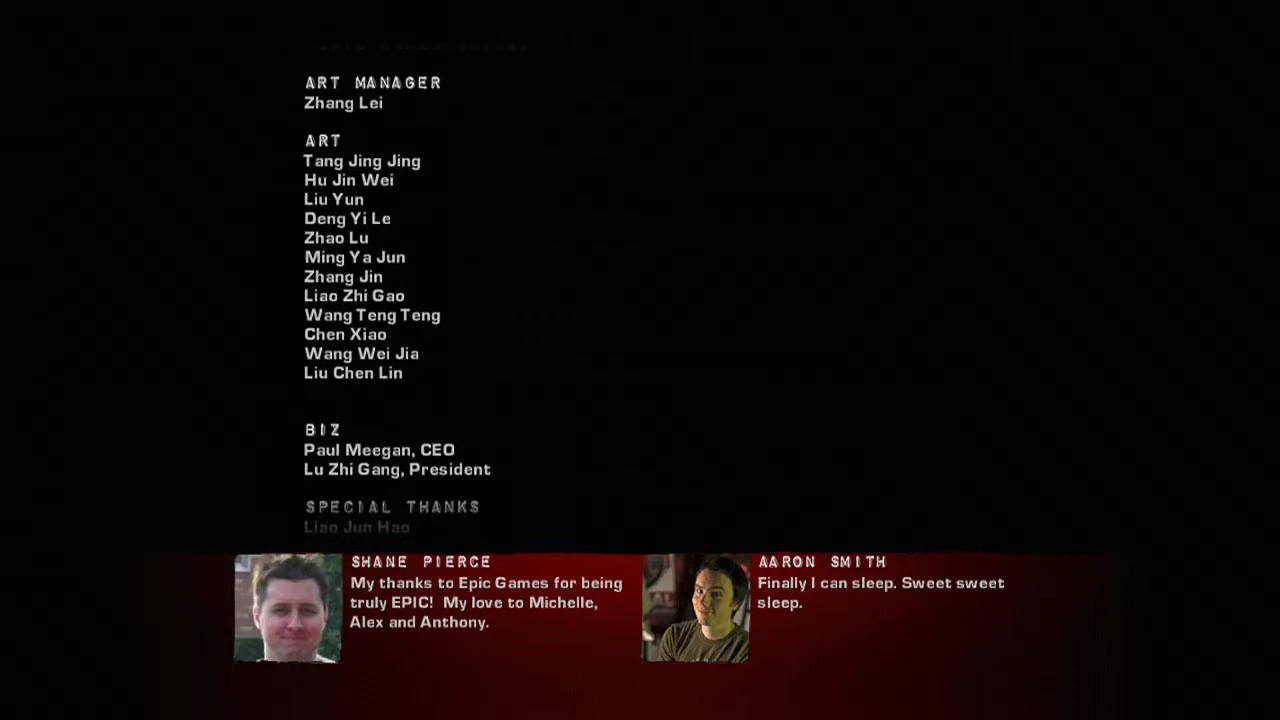 ART MANAGER
Zhang Lei
ART
Tang Jing Jing
Hu Jin Wei
Liu Yun
Deng Yi Le
Zhao Lu
Ming Ya Jun
Zhang Jin
Liao Zhi Gao
Wang Teng Teng
Chen Xiao
Wang Wei Jia
Liu Chen Lin
BIZ
Paul Meegan, CEO
Lu Zhi Gang, President
SPECIAL THANKS
Liao Jun Hao
SHANE PIERCE
My thanks to Epic Games for being
truly EPIC! My love to Michelle,
Alex and Anthony.
AARON SMITH
Finally I can sleep. Sweet sweet
sleep.